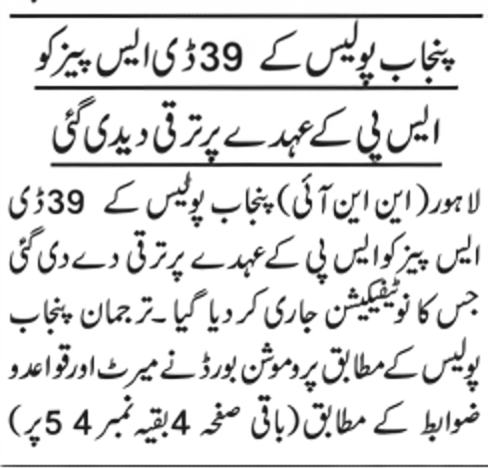 پنجاب پولیس کے 39 ڈی ایس پیز کو
ایس پی کے عہدے پر ترقی دیدی گئی
لاہور( این این آئی) پنجاب پولیس کے 39 ڈی
ایس پیز کو ایس پی کے عہدے پر ترقی دے دی گئی
جس کا نوٹیفیکیشن جاری کر دیا گیا ۔ ترجمان پنجاب
پولیس کے مطابق پروموشن بورڈ نے میرٹ اور قواعد و
ضوابط کے مطابق (باقی صفحہ 4 بقیہ نمبر 4 5 پر)